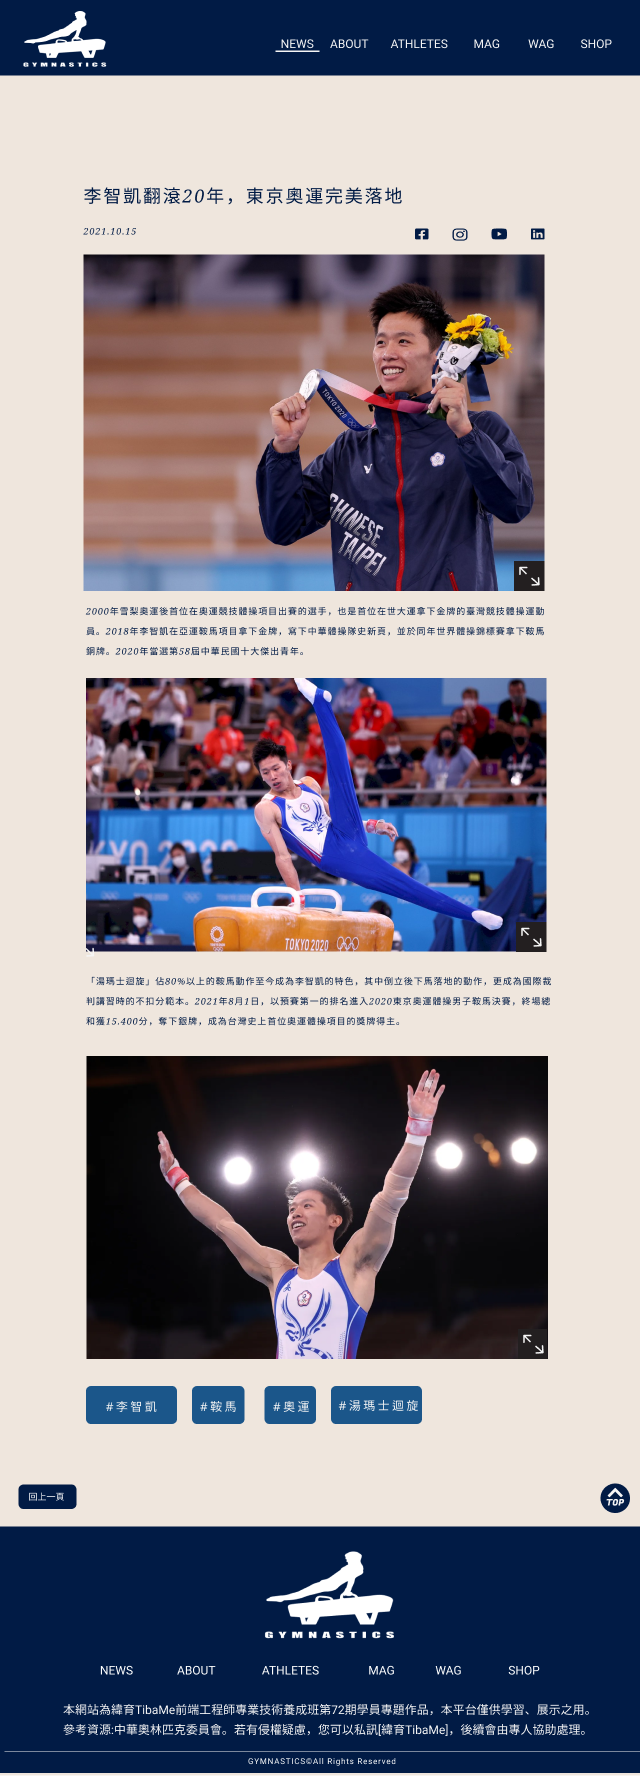 GYMNASTICS
NEWS ABOUT ATHLETES MAG WAG SHOP
李智凱翻滾20年，東京奧運完美落地
2021.10.15
TOKYO 2020
CHINESE
TAIPEI
2000年雪梨奧運後首位在奧運競技體操項目出賽的選手，也是首位在世大運拿下金牌的臺灣競技體操運動
員。2018年李智凱在亞運鞍馬項目拿下金牌，寫下中華體操隊史新頁，並於同年世界體操錦標賽拿下鞍馬
銅牌。2020年當選第58屆中華民國十大傑出青年。
TOKYO 2020
「湯瑪士迴旋」佔80%以上的鞍馬動作至今成為李智凱的特色，其中倒立後下馬落地的動作，更成為國際裁
判講習時的不扣分範本。2021年8月1日，以預賽第一的排名進入2020東京奧運體操男子鞍馬決賽，終場總
和獲15.400分，奪下銀牌，成為台灣史上首位奧運體操項目的獎牌得主。
#李智凱 #鞍馬 #奧運 #湯瑪士迴旋
回上一頁
TOP
GYMNASTICS
NEWS ABOUT ATHLETES MAG WAG SHOP
本網站為緯育TibaMe前端工程師專業技術養成班第72期學員專題作品，本平台僅供學習、展示之用。
參考資源:中華奧林匹克委員會。若有侵權疑慮，您可以私訊[緯育TibaMe]，後續會由專人協助處理。
GYMNASTICS©All Rights Reserved